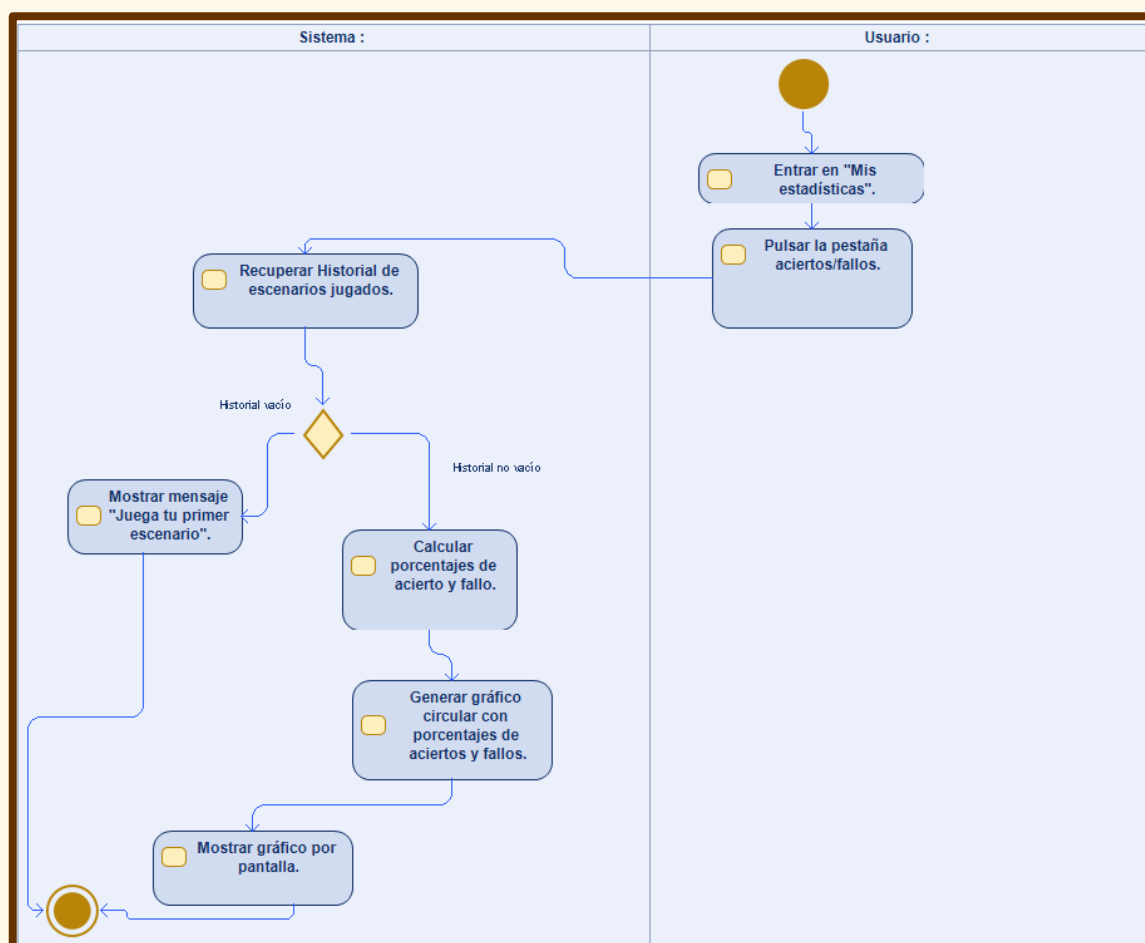 Sistema :
Usuario :
Entrar en "Mis
estadísticas".
Pulsar la pestaña
aciertos/fallos.
Recuperar Historial de
escenarios jugados.
Historial vacío
Historial no vacío
Mostrar mensaje
"Juega tu primer
escenario".
Calcular
porcentajes de
acierto y fallo.
Generar gráfico
circular con
porcentajes de
aciertos y fallos.
Mostrar gráfico por
pantalla.